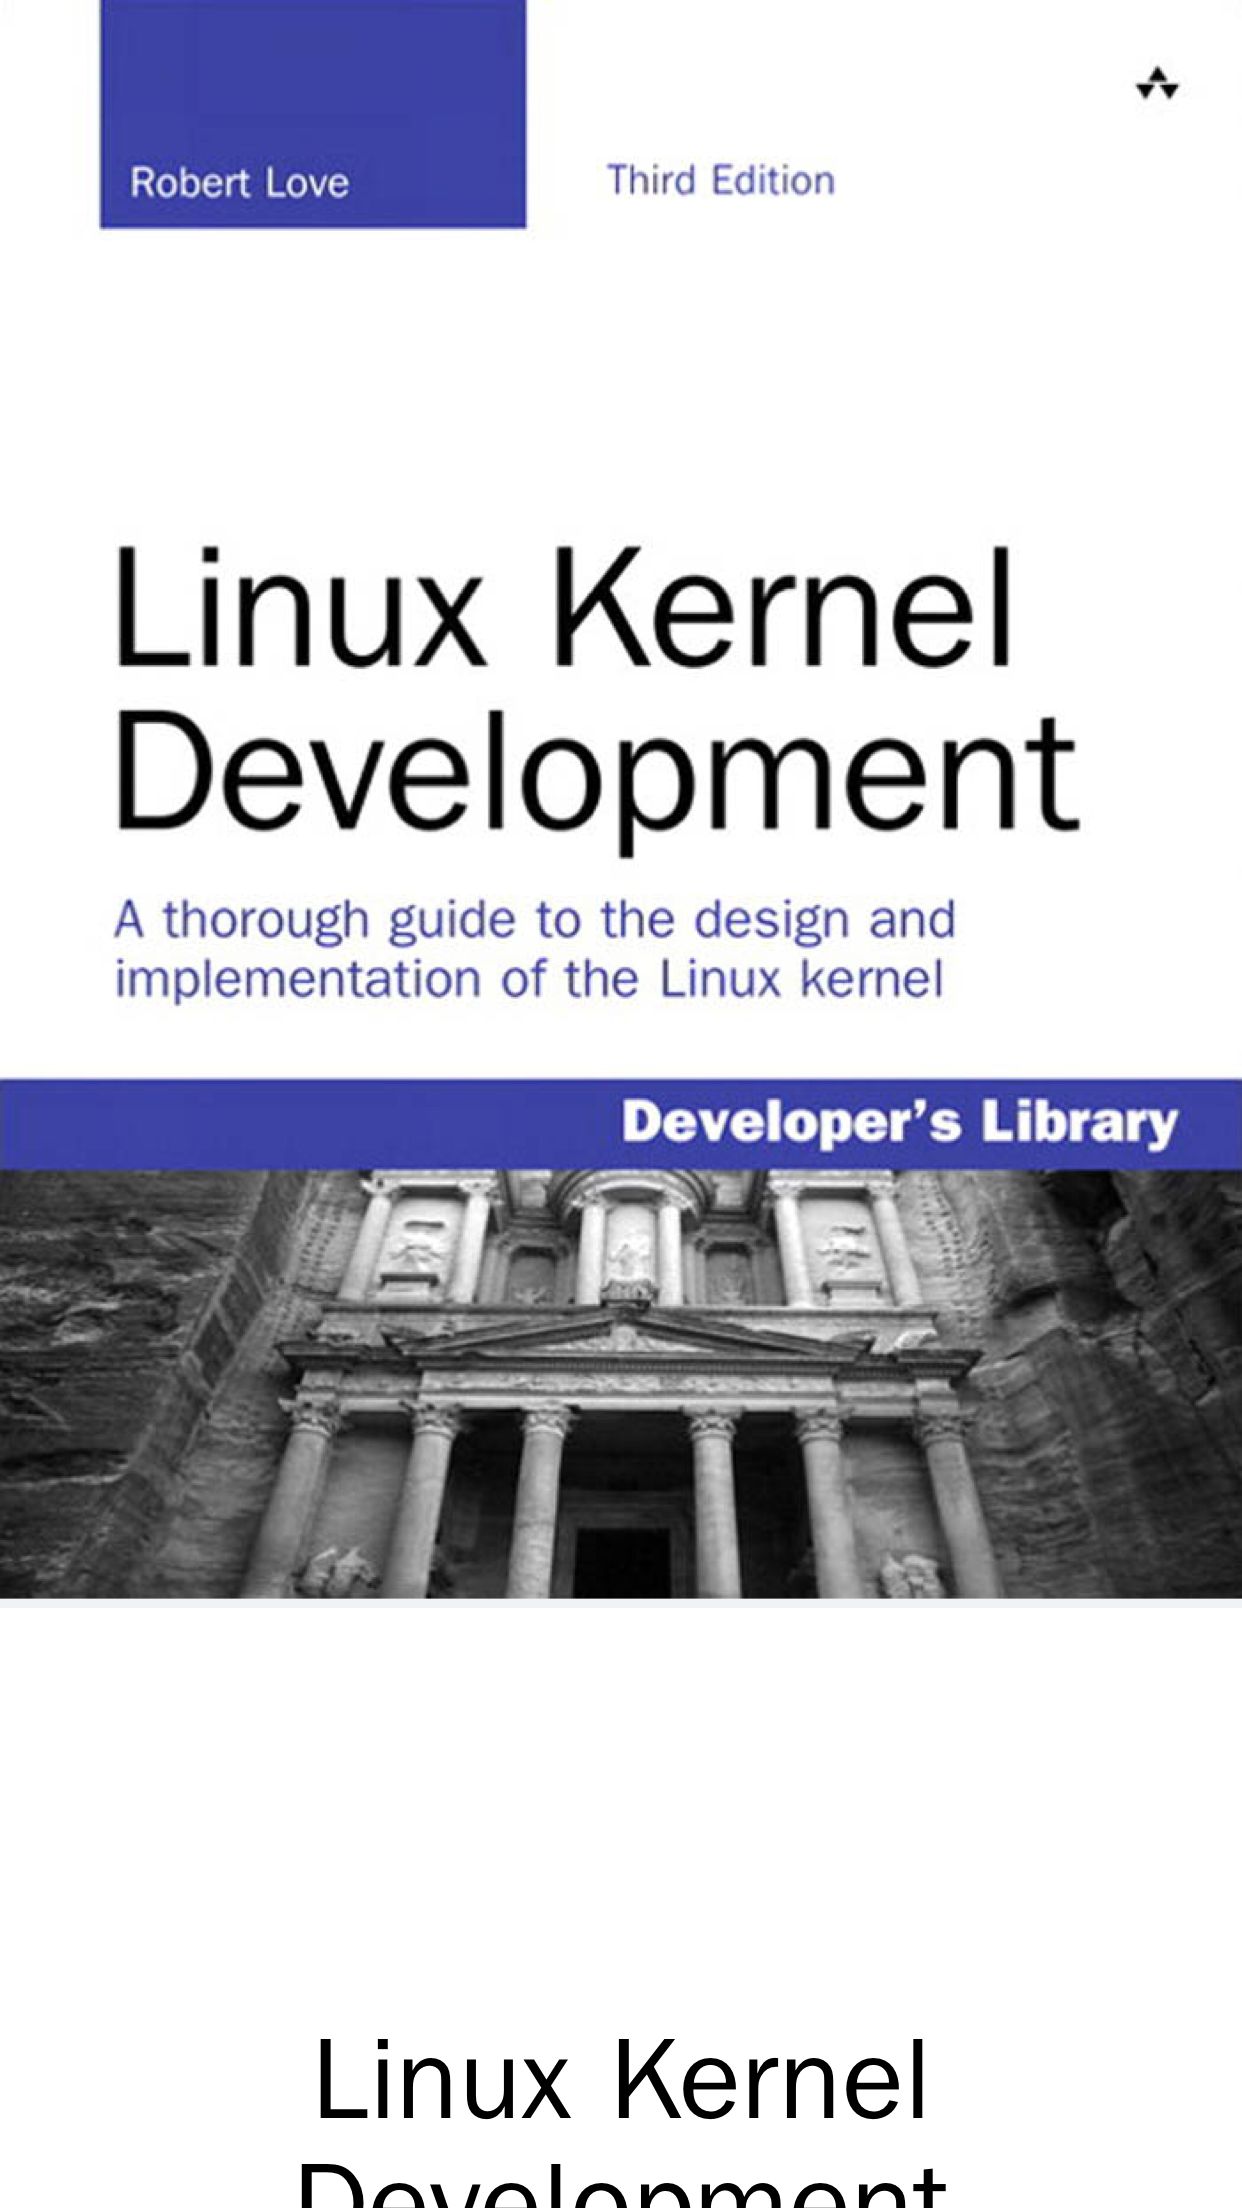 Robert Love
Third Edition
Linux Kernel
Development
A thorough guide to the design and
implementation of the Linux kernel
Developer's Library
Linux Kernel
Development